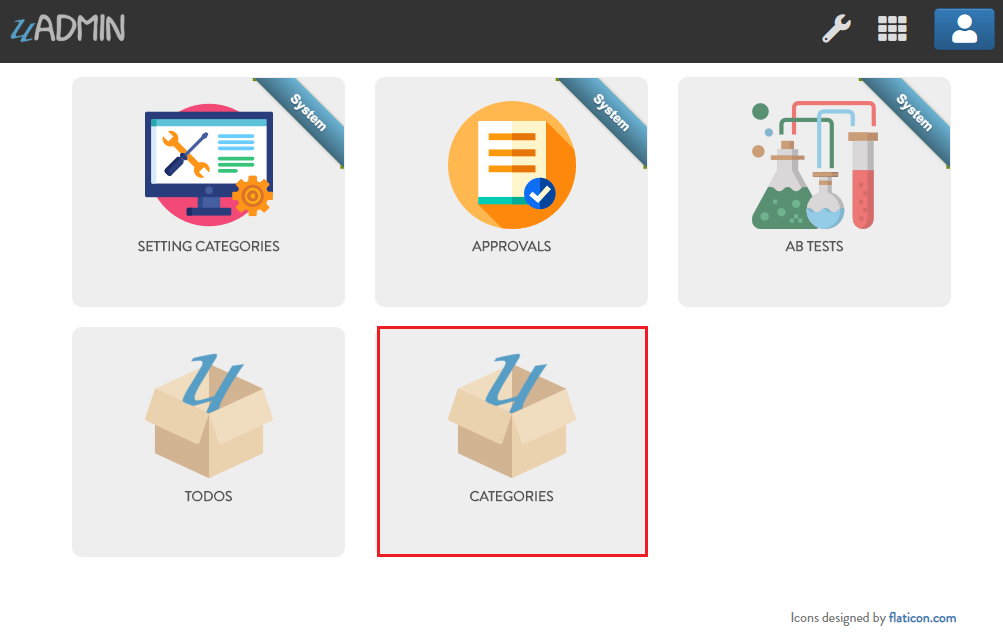 uADMIN
System
System
System
SETTING CATEGORIES
APPROVALS
AB TESTS
TODOS
CATEGORIES
Icons designed by flaticon.com